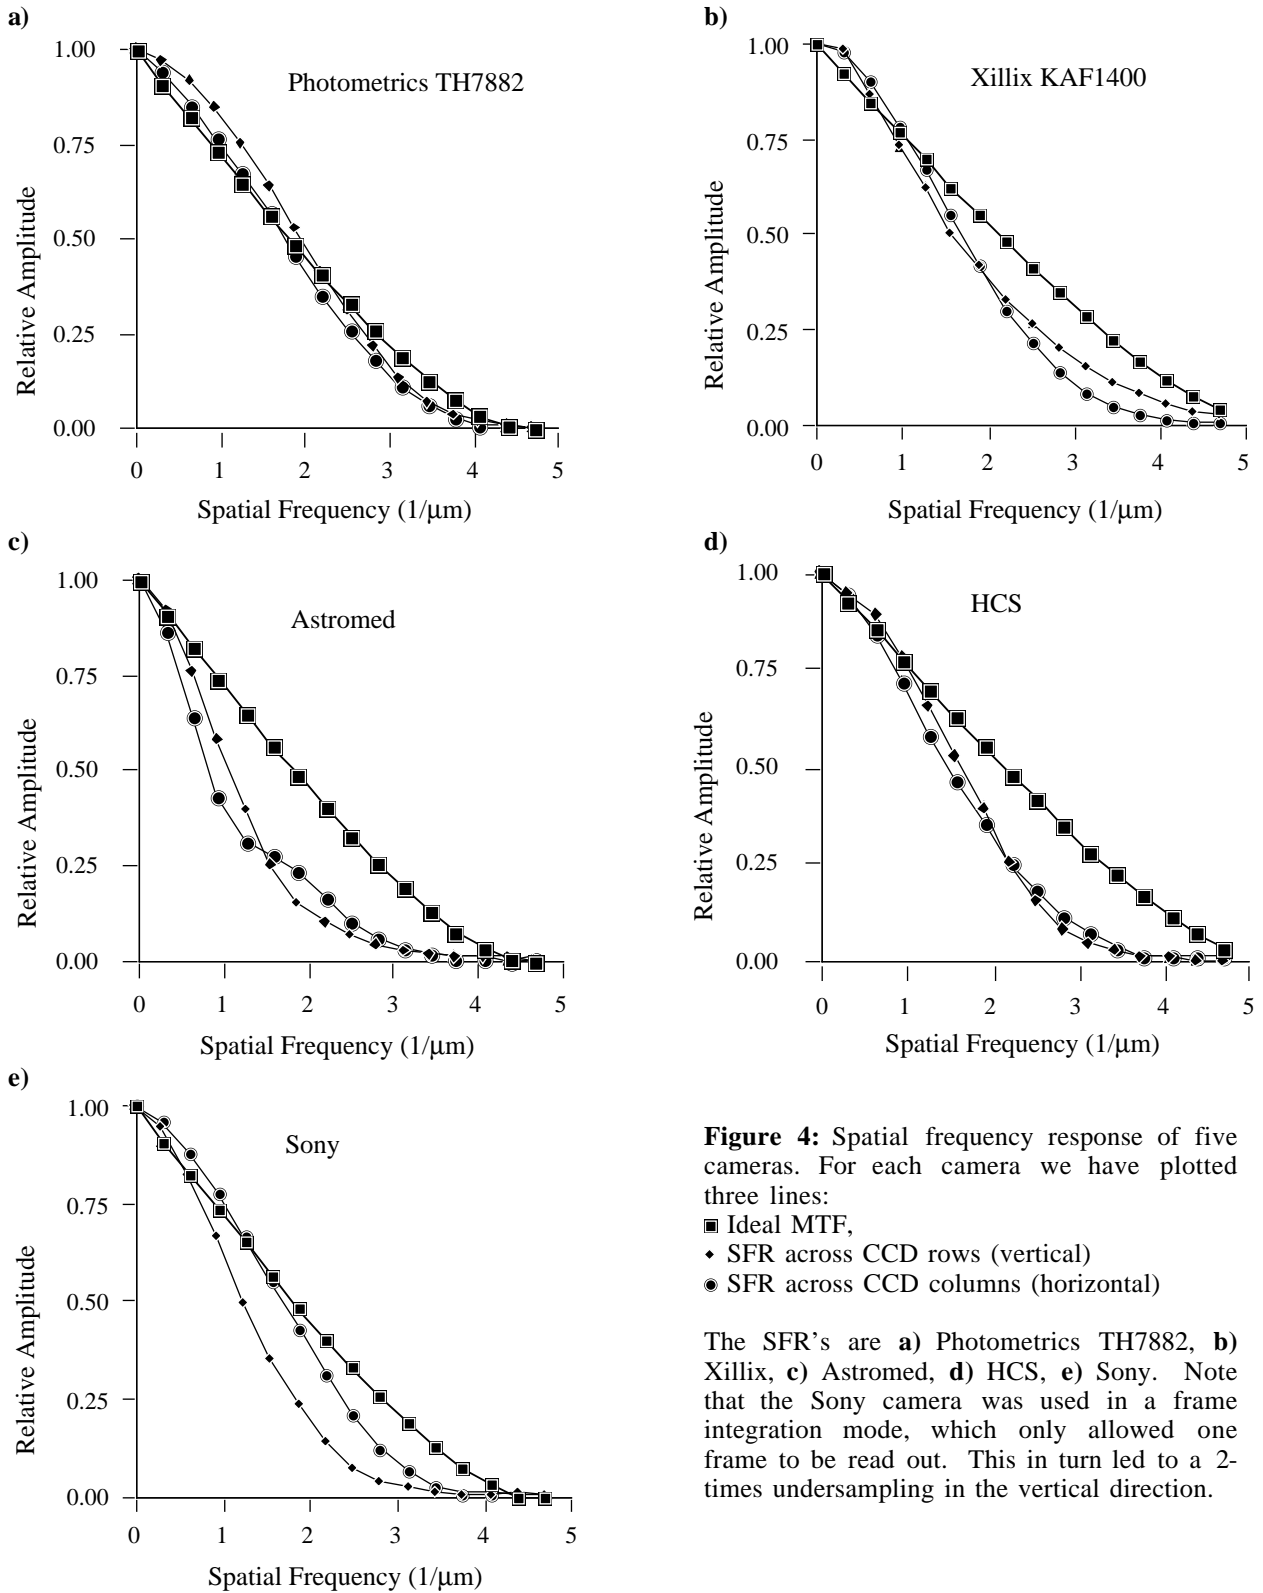 a)
1.00
0.75
0.50
0.25
0.00
Relative Amplitude
Photometrics TH7882
0 1 2 3 4 5
Spatial Frequency (1/μm)
b)
1.00
0.75
0.50
0.25
0.00
Relative Amplitude
Xillix KAF1400
0 1 2 3 4 5
Spatial Frequency (1/μm)
c)
1.00
0.75
0.50
0.25
0.00
Relative Amplitude
Astromed
0 1 2 3 4 5
Spatial Frequency (1/μm)
d)
1.00
0.75
0.50
0.25
0.00
Relative Amplitude
HCS
0 1 2 3 4 5
Spatial Frequency (1/μm)
e)
1.00
0.75
0.50
0.25
0.00
Relative Amplitude
Sony
0 1 2 3 4 5
Spatial Frequency (1/μm)
Figure 4: Spatial frequency response of five
cameras. For each camera we have plotted
three lines:
Ideal MTF,
SFR across CCD rows (vertical)
SFR across CCD columns (horizontal)
The SFR's are a) Photometrics TH7882, b)
Xillix, c) Astromed, d) HCS, e) Sony. Note
that the Sony camera was used in a frame
integration mode, which only allowed one
frame to be read out. This in turn led to a 2-
times undersampling in the vertical direction.